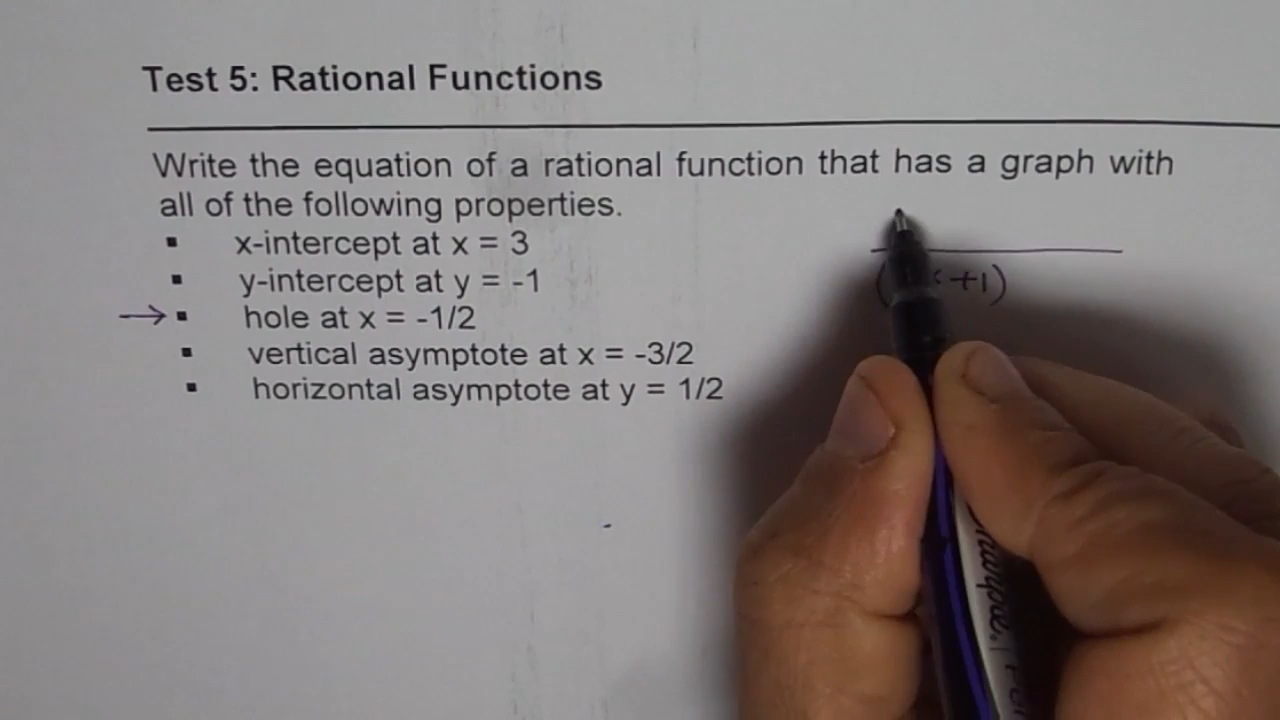 Test 5: Rational Functions
Write the equation of a rational function that has a graph with
all of the following properties.
▪ x-intercept at x = 3
▪ y-intercept at y = -1
→ ▪ hole at x = -1/2
▪ vertical asymptote at x = -3/2
▪ horizontal asymptote at y = 1/2
+1)
Sharpie.